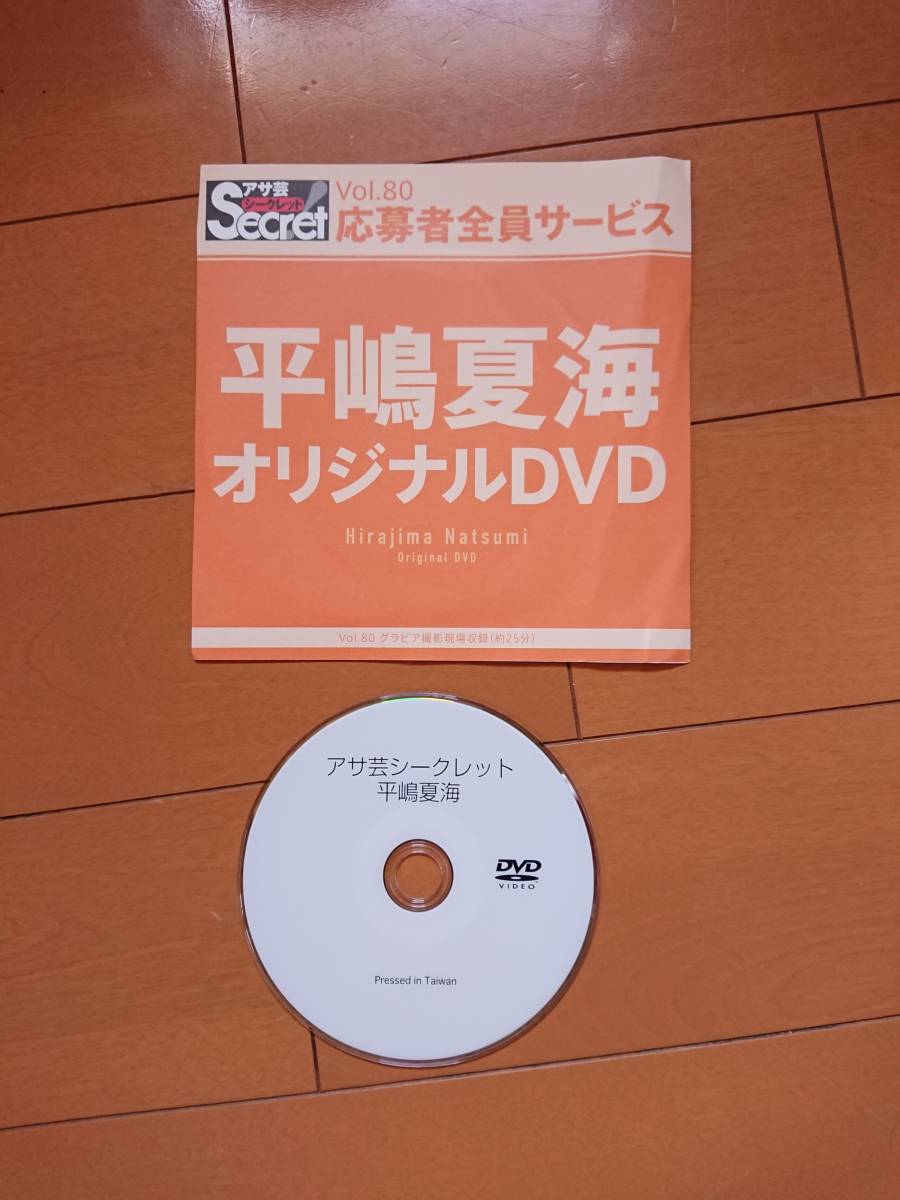 アサ芸
シークレット
Secret!
Vol.80
応募者全員サービス
平嶋夏海
オリジナルDVD
Hirajima Natsumi
Original DVD
Vol.80 グラビア撮影現場収録(約25分)
アサ芸シークレット
平嶋夏海
DVD
VIDEO
Pressed in Taiwan